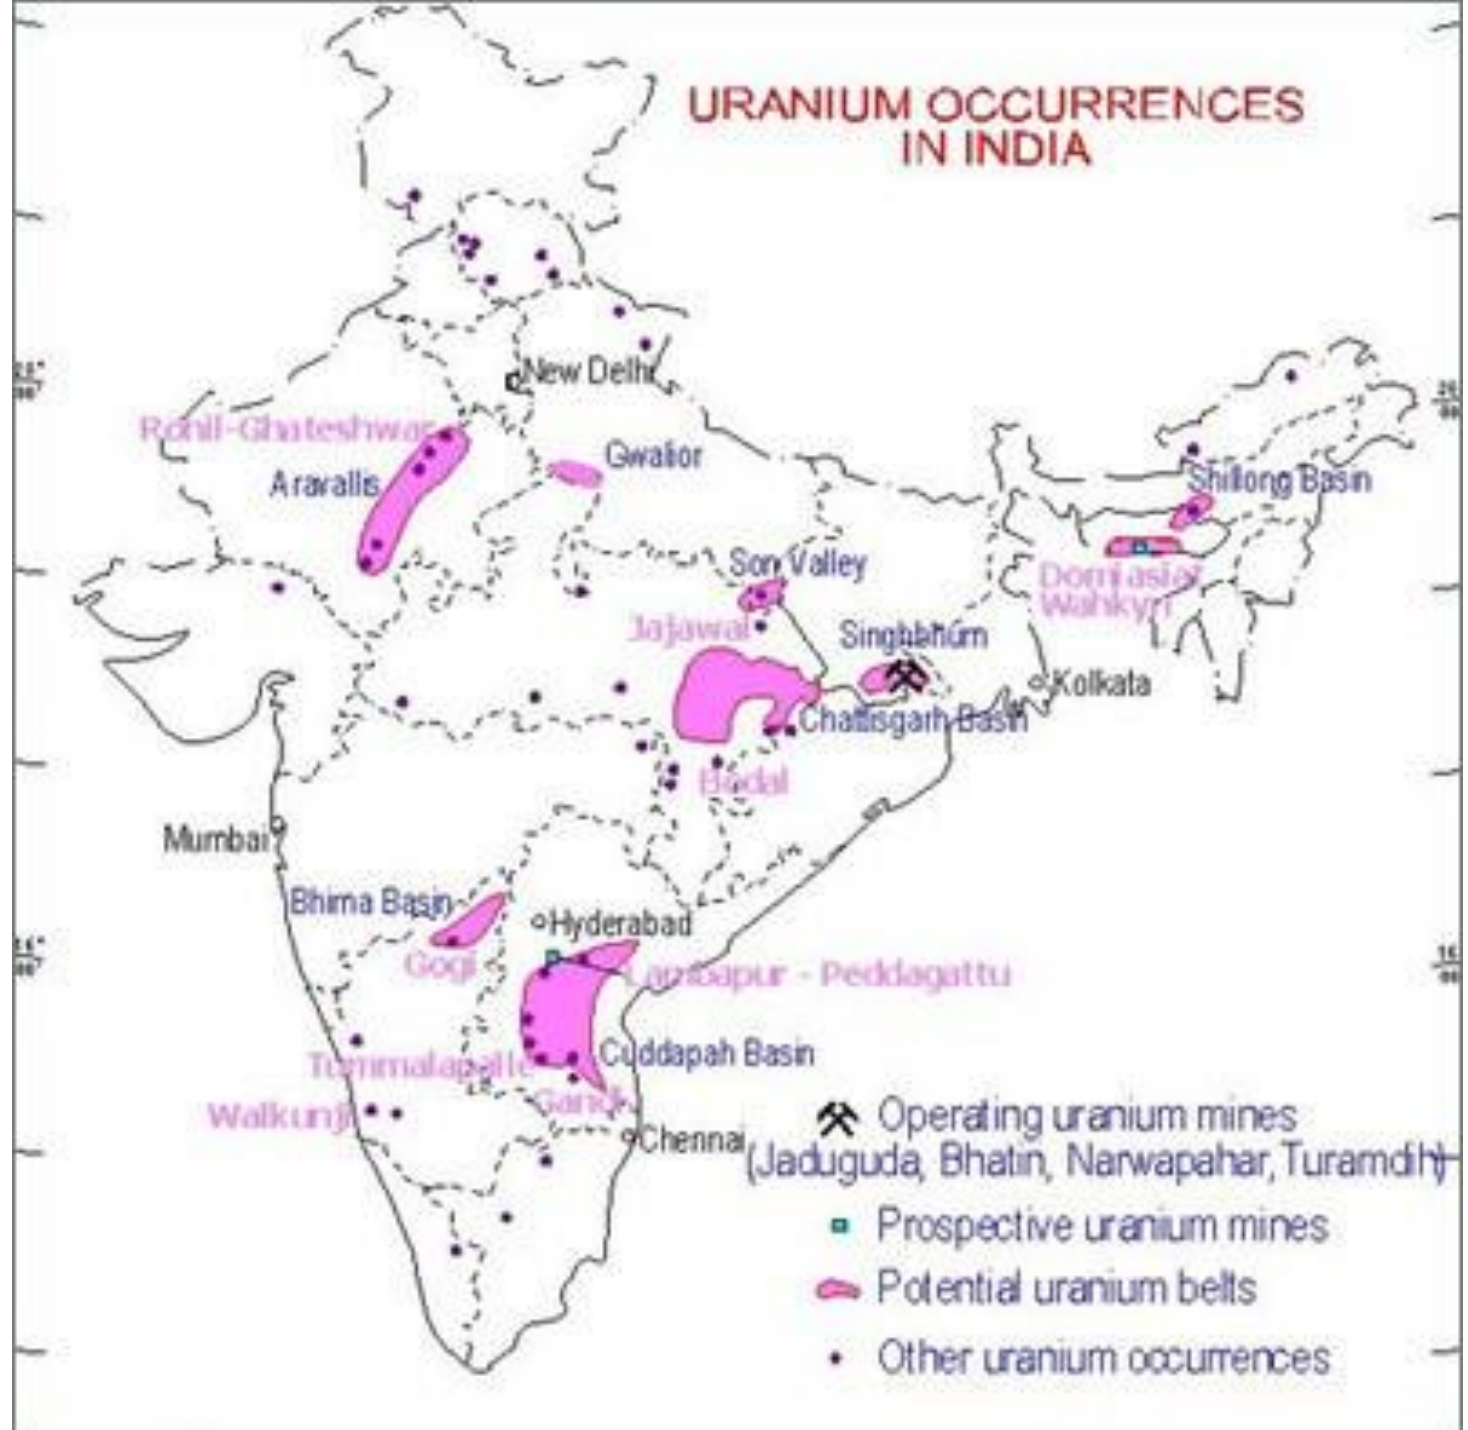 URANIUM OCCURRENCES
IN INDIA
New Delhi
Rohil-Ghateshwar
Aravallis
Gwalior
Shillong Basin
Domiasiat
Wahkyn
Son Valley
Jajawal
Singhbhum
Kolkata
Chattisgarh Basin
Bodal
Mumbai
Bhima Basin
Hyderabad
Gogi
Lambapur - Peddagattu
Cuddapah Basin
Tummalapalle
Gandi
Walkunji
Chennai
Operating uranium mines
(Jaduguda, Bhatin, Narwapahar, Turamdih)
Prospective uranium mines
Potential uranium belts
Other uranium occurrences